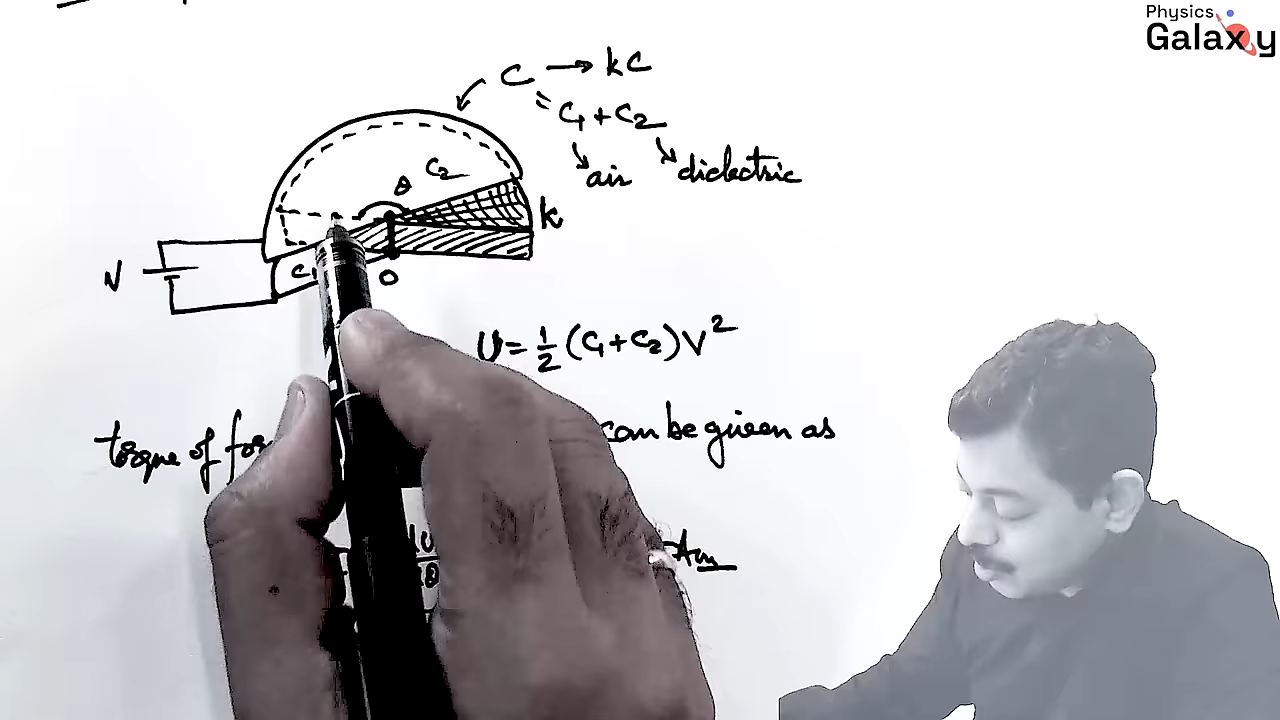 Physics
Galaxy
C → kC
= C₁ + C₂
air dielectric
C₂
θ
k
V
C₁
O
U = 1/2 (C₁ + C₂) V²
torque of can be given as
Am